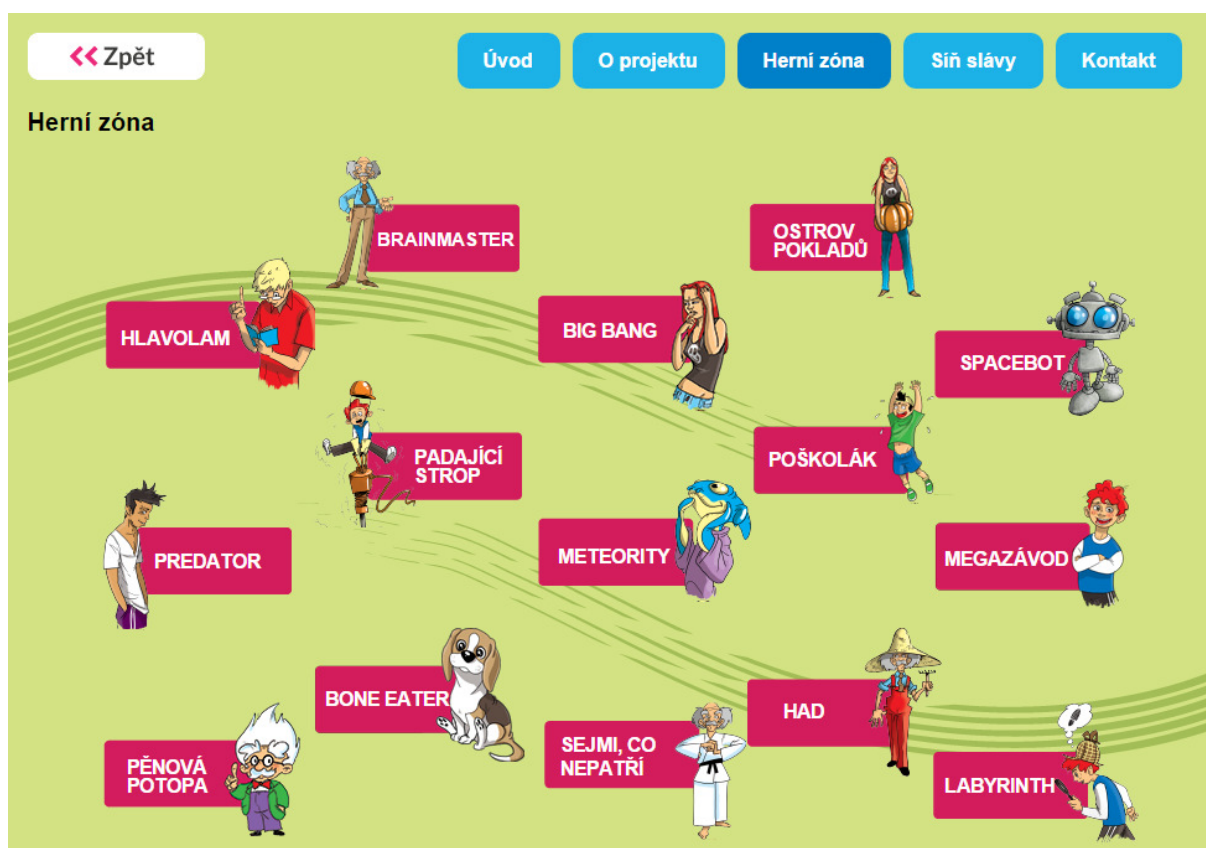 << Zpět
Úvod
O projektu
Herní zóna
Síň slávy
Kontakt
Herní zóna
BRAINMASTER
OSTROV
POKLADŮ
HLAVOLAM
BIG BANG
SPACEBOT
PADAJÍCÍ
STROP
POŠKOLÁK
PREDATOR
METEORITY
MEGAZÁVOD
BONE EATER
HAD
SEJMI, CO
NEPATŘÍ
PĚNOVÁ
POTOPA
LABYRINTH